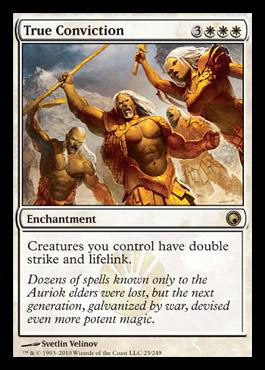 True Conviction 3
Enchantment
Creatures you control have double
strike and lifelink.
Dozens of spells known only to the
Auriok elders were lost, but the next
generation, galvanized by war, devised
even more potent magic.
Svetlin Velinov
™ & © 1993–2010 Wizards of the Coast LLC 25/249